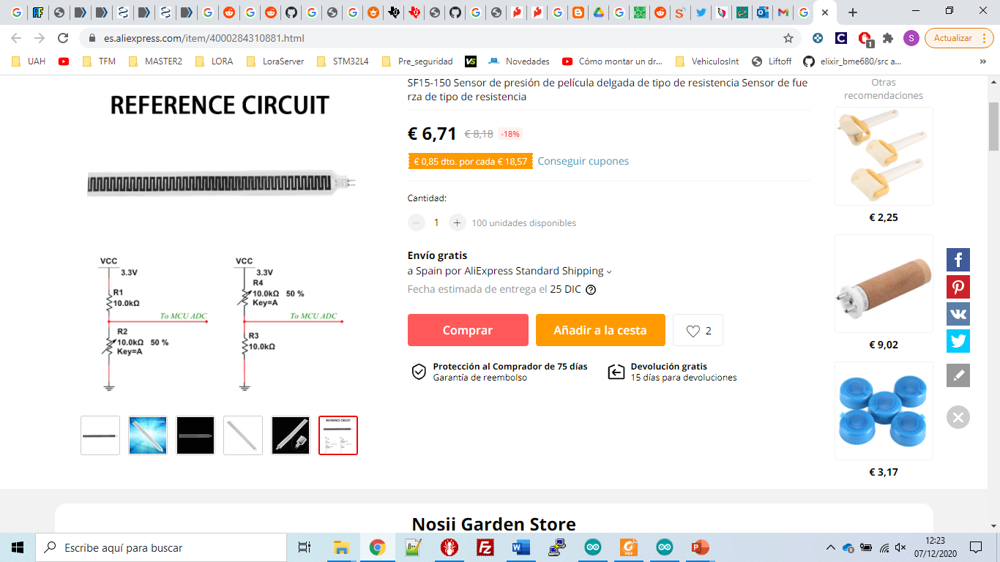 es.aliexpress.com/item/4000284310881.html
S
Actualizar
1
UAH
TFM
MASTER2
LORA
LoraServer
STM32L4
Pre_seguridad
VS
Novedades
Cómo montar un dr...
VehiculosInt
Liftoff
elixir_bme680/src a...
»
REFERENCE CIRCUIT
VCC
3.3V
R1
10.0kΩ
To MCU ADC
R2
10.0kΩ 50 %
Key=A
VCC
3.3V
R4
10.0kΩ 50 %
Key=A
To MCU ADC
R3
10.0kΩ
SF15-150 Sensor de presión de película delgada de tipo de resistencia Sensor de fue
rza de tipo de resistencia
€ 6,71 € 8,18 -18%
€ 0,85 dto. por cada € 18,57 Conseguir cupones
Cantidad:
1 100 unidades disponibles
Envío gratis
a Spain por AliExpress Standard Shipping
Fecha estimada de entrega el 25 DIC
Comprar
Añadir a la cesta
2
Protección al Comprador de 75 días
Garantía de reembolso
Devolución gratis
15 días para devoluciones
Otras
recomendaciones
€ 2,25
€ 9,02
€ 3,17
Nosii Garden Store
Escribe aquí para buscar
12:23
07/12/2020